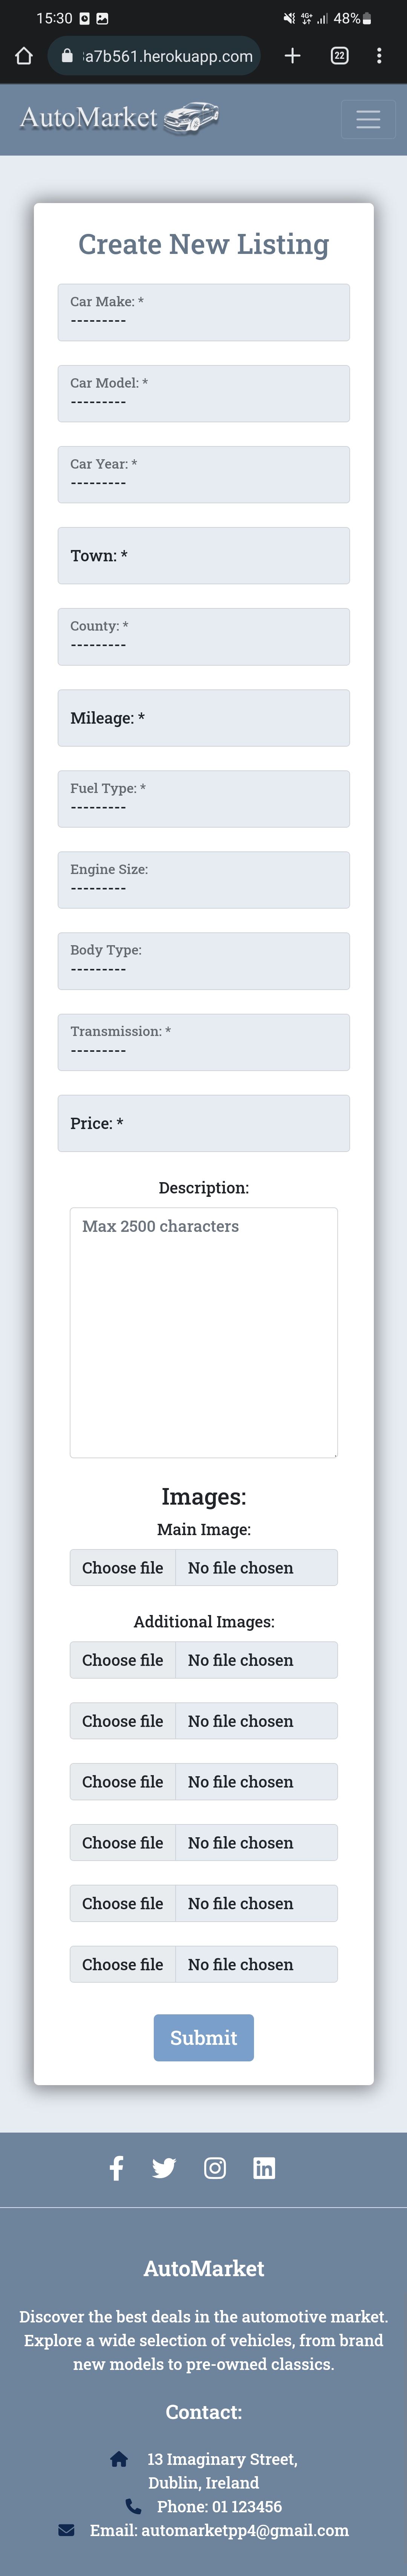 15:30
4G+ 48%
:a7b561.herokuapp.com
22
AutoMarket
Create New Listing
Car Make: *
---------
Car Model: *
---------
Car Year: *
---------
Town: *
County: *
---------
Mileage: *
Fuel Type: *
---------
Engine Size:
---------
Body Type:
---------
Transmission: *
---------
Price: *
Description:
Max 2500 characters
Images:
Main Image:
Choose file No file chosen
Additional Images:
Choose file No file chosen
Choose file No file chosen
Choose file No file chosen
Choose file No file chosen
Choose file No file chosen
Choose file No file chosen
Submit
AutoMarket
Discover the best deals in the automotive market.
Explore a wide selection of vehicles, from brand
new models to pre-owned classics.
Contact:
13 Imaginary Street,
Dublin, Ireland
Phone: 01 123456
Email: automarketpp4@gmail.com